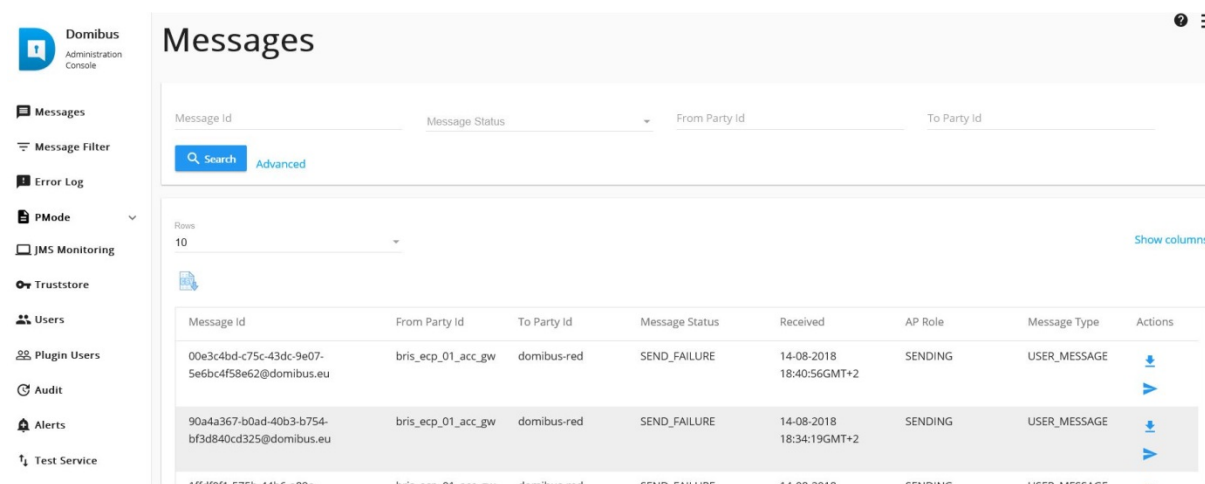 Domibus
Administration
Console
Messages
Message Filter
Error Log
PMode
JMS Monitoring
Truststore
Users
Plugin Users
Audit
Alerts
Test Service
Messages
Message Id Message Status From Party Id To Party Id
Search Advanced
Rows
10
Show columns
Message Id From Party Id To Party Id Message Status Received AP Role Message Type Actions
00e3c4bd-c75c-43dc-9e07- bris_ecp_01_acc_gw domibus-red SEND_FAILURE 14-08-2018 SENDING USER_MESSAGE
5e6bc4f58e62@domibus.eu 18:40:56GMT+2
90a4a367-b0ad-40b3-b754- bris_ecp_01_acc_gw domibus-red SEND_FAILURE 14-08-2018 SENDING USER_MESSAGE
bf3d840cd325@domibus.eu 18:34:19GMT+2